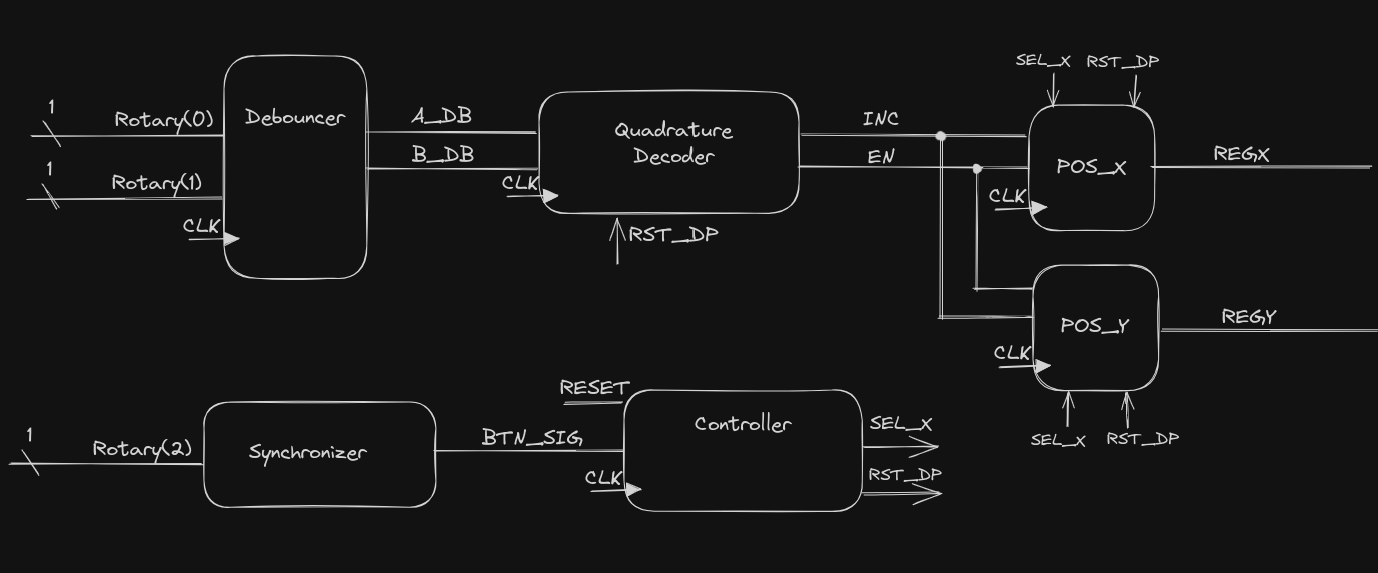 SEL_X RST_DP
1
Rotary(0)
Debouncer
A_DB
Quadrature
Decoder
INC
B_DB
EN
POS_X
REGX
1
Rotary(1)
CLK
CLK
CLK
RST_DP
POS_Y
REGY
CLK
RESET
Controller
SEL_X
SEL_X RST_DP
1
Rotary(2)
Synchronizer
BTN_SIG
CLK
RST_DP